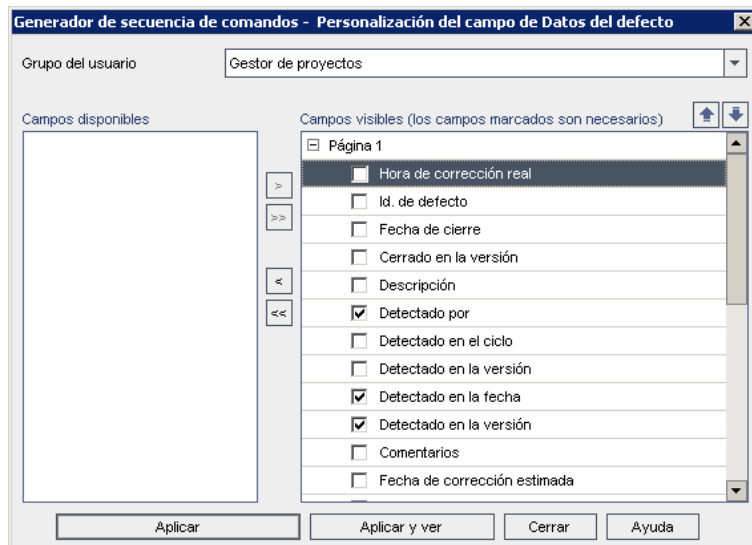 Generador de secuencia de comandos - Personalización del campo de Datos del defecto
Grupo del usuario
Gestor de proyectos
Campos disponibles
Campos visibles (los campos marcados son necesarios)
Página 1
Hora de corrección real
Id. de defecto
Fecha de cierre
Cerrado en la versión
Descripción
Detectado por
Detectado en el ciclo
Detectado en la versión
Detectado en la fecha
Detectado en la versión
Comentarios
Fecha de corrección estimada
>
>>
<
<<
Aplicar
Aplicar y ver
Cerrar
Ayuda